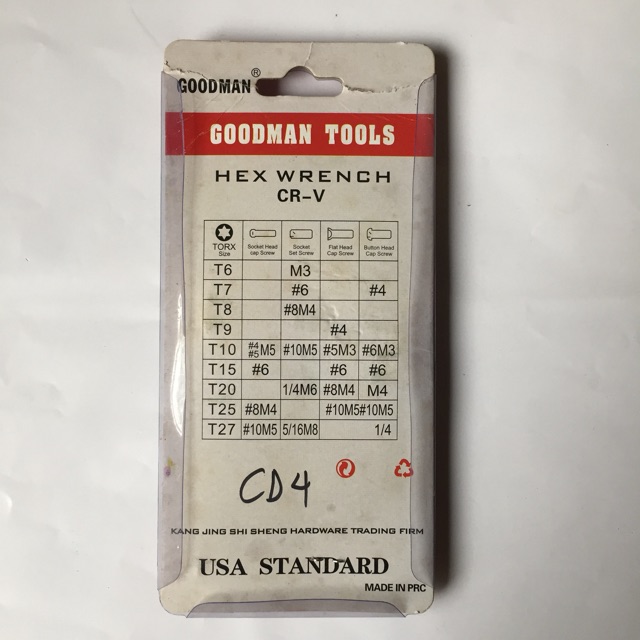 GOODMAN®
GOODMAN TOOLS
HEX WRENCH
CR-V
TORX Size Socket Head cap Screw Socket Set Screw Flat Head Cap Screw Button Head Cap Screw
T6 M3
T7 #6 #4
T8 #8M4
T9 #4
T10 #4 #5 M5 #10M5 #5M3 #6M3
T15 #6 #6 #6
T20 1/4M6 #8M4 M4
T25 #8M4 #10M5 #10M5
T27 #10M5 5/16M8 1/4
CD4
KANG JING SHI SHENG HARDWARE TRADING FIRM
USA STANDARD
MADE IN PRC